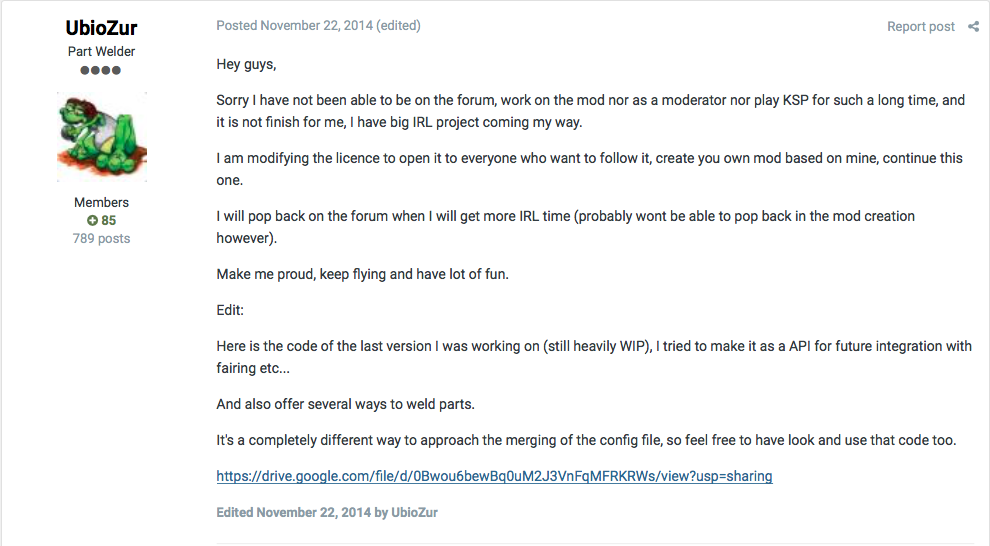 UbioZur
Part Welder
Members
85
789 posts
Posted November 22, 2014 (edited)
Report post
Hey guys,
Sorry I have not been able to be on the forum, work on the mod nor as a moderator nor play KSP for such a long time, and
it is not finish for me, I have big IRL project coming my way.
I am modifying the licence to open it to everyone who want to follow it, create you own mod based on mine, continue this
one.
I will pop back on the forum when I will get more IRL time (probably wont be able to pop back in the mod creation
however).
Make me proud, keep flying and have lot of fun.
Edit:
Here is the code of the last version I was working on (still heavily WIP), I tried to make it as a API for future integration with
fairing etc...
And also offer several ways to weld parts.
It's a completely different way to approach the merging of the config file, so feel free to have look and use that code too.
https://drive.google.com/file/d/0Bwou6bewBq0uM2J3VnFqMFRKRWs/view?usp=sharing
Edited November 22, 2014 by UbioZur